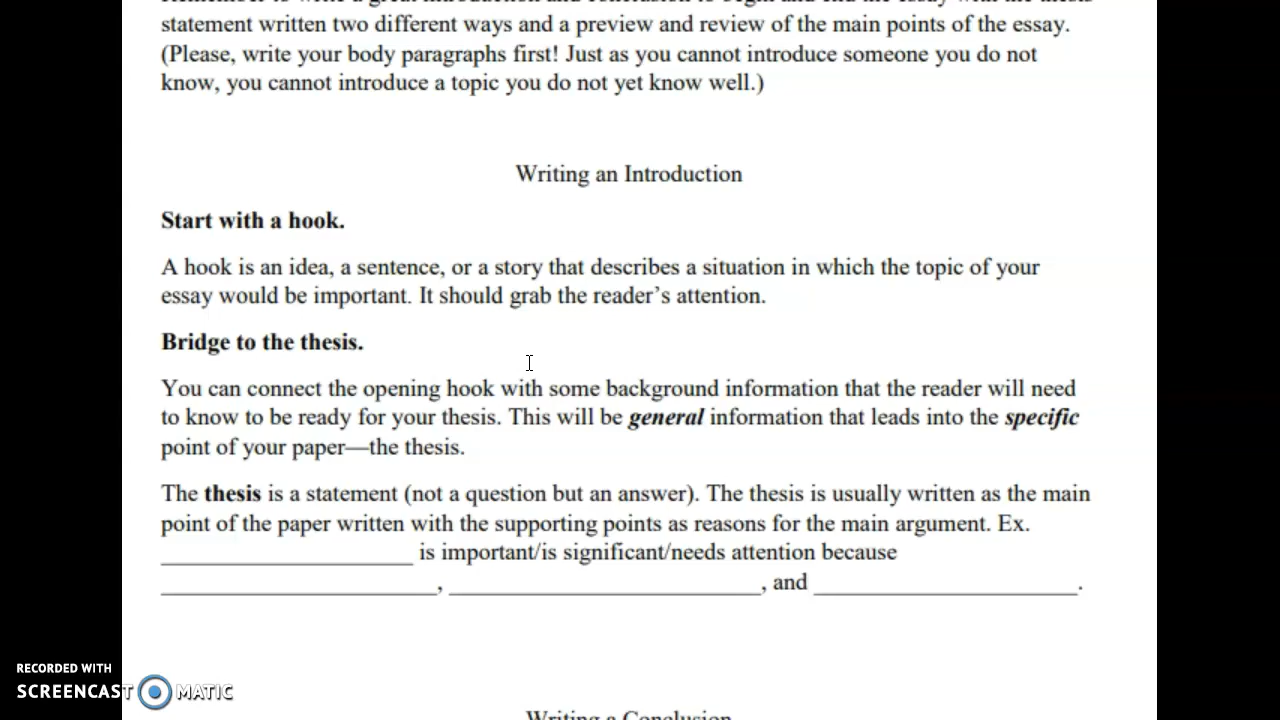 statement written two different ways and a preview and review of the main points of the essay.
(Please, write your body paragraphs first! Just as you cannot introduce someone you do not
know, you cannot introduce a topic you do not yet know well.)
Writing an Introduction
Start with a hook.
A hook is an idea, a sentence, or a story that describes a situation in which the topic of your
essay would be important. It should grab the reader’s attention.
Bridge to the thesis.
You can connect the opening hook with some background information that the reader will need
to know to be ready for your thesis. This will be general information that leads into the specific
point of your paper—the thesis.
The thesis is a statement (not a question but an answer). The thesis is usually written as the main
point of the paper written with the supporting points as reasons for the main argument. Ex.
_____________________ is important/is significant/needs attention because
_______________________, __________________________, and ______________________.
RECORDED WITH
SCREENCAST MATIC
Writing a Conclusion